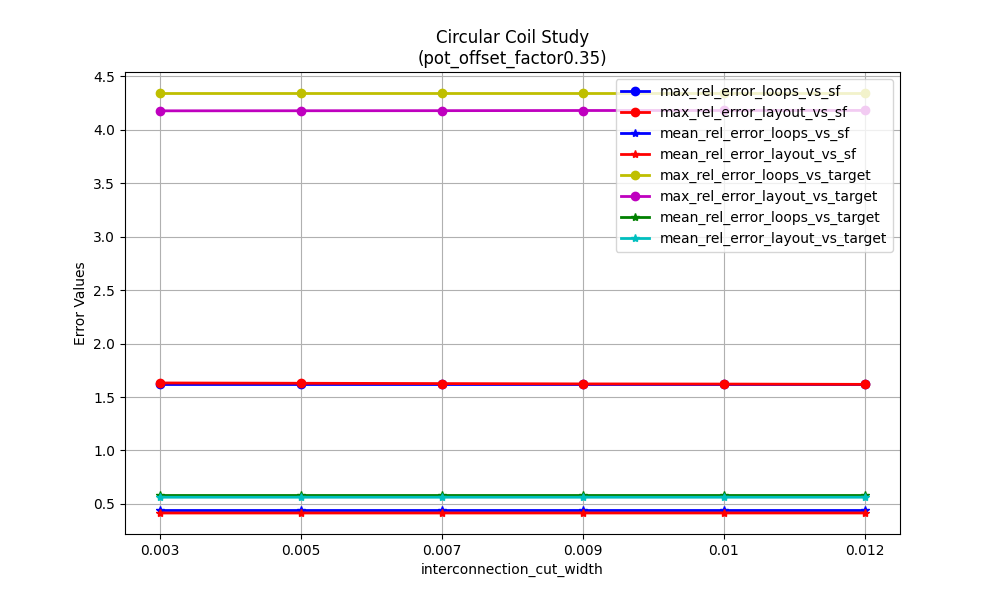 Circular Coil Study
(pot_offset_factor0.35)
4.5
4.0
3.5
3.0
2.5
2.0
1.5
1.0
0.5
Error Values
max_rel_error_loops_vs_sf
max_rel_error_layout_vs_sf
mean_rel_error_loops_vs_sf
mean_rel_error_layout_vs_sf
max_rel_error_loops_vs_target
max_rel_error_layout_vs_target
mean_rel_error_loops_vs_target
mean_rel_error_layout_vs_target
0.003 0.005 0.007 0.009 0.01 0.012
interconnection_cut_width